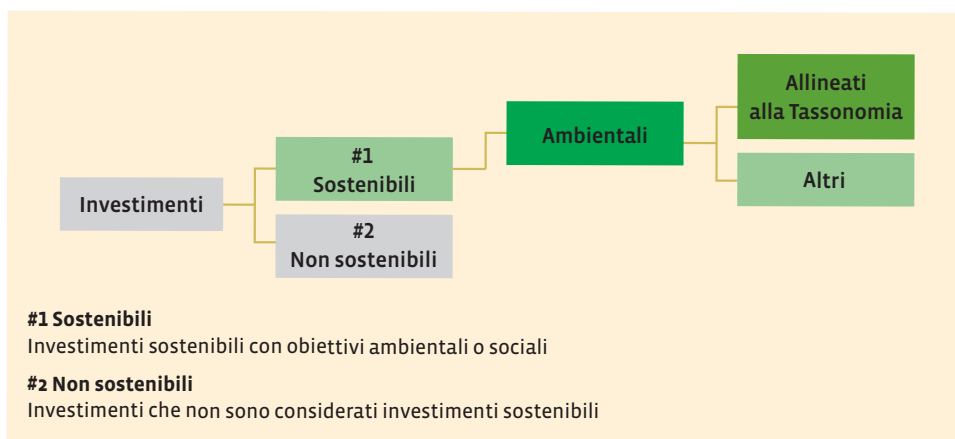 Investimenti
#1
Sostenibili
#2
Non sostenibili
Ambientali
Allineati
alla Tassonomia
Altri
#1 Sostenibili
Investimenti sostenibili con obiettivi ambientali o sociali
#2 Non sostenibili
Investimenti che non sono considerati investimenti sostenibili